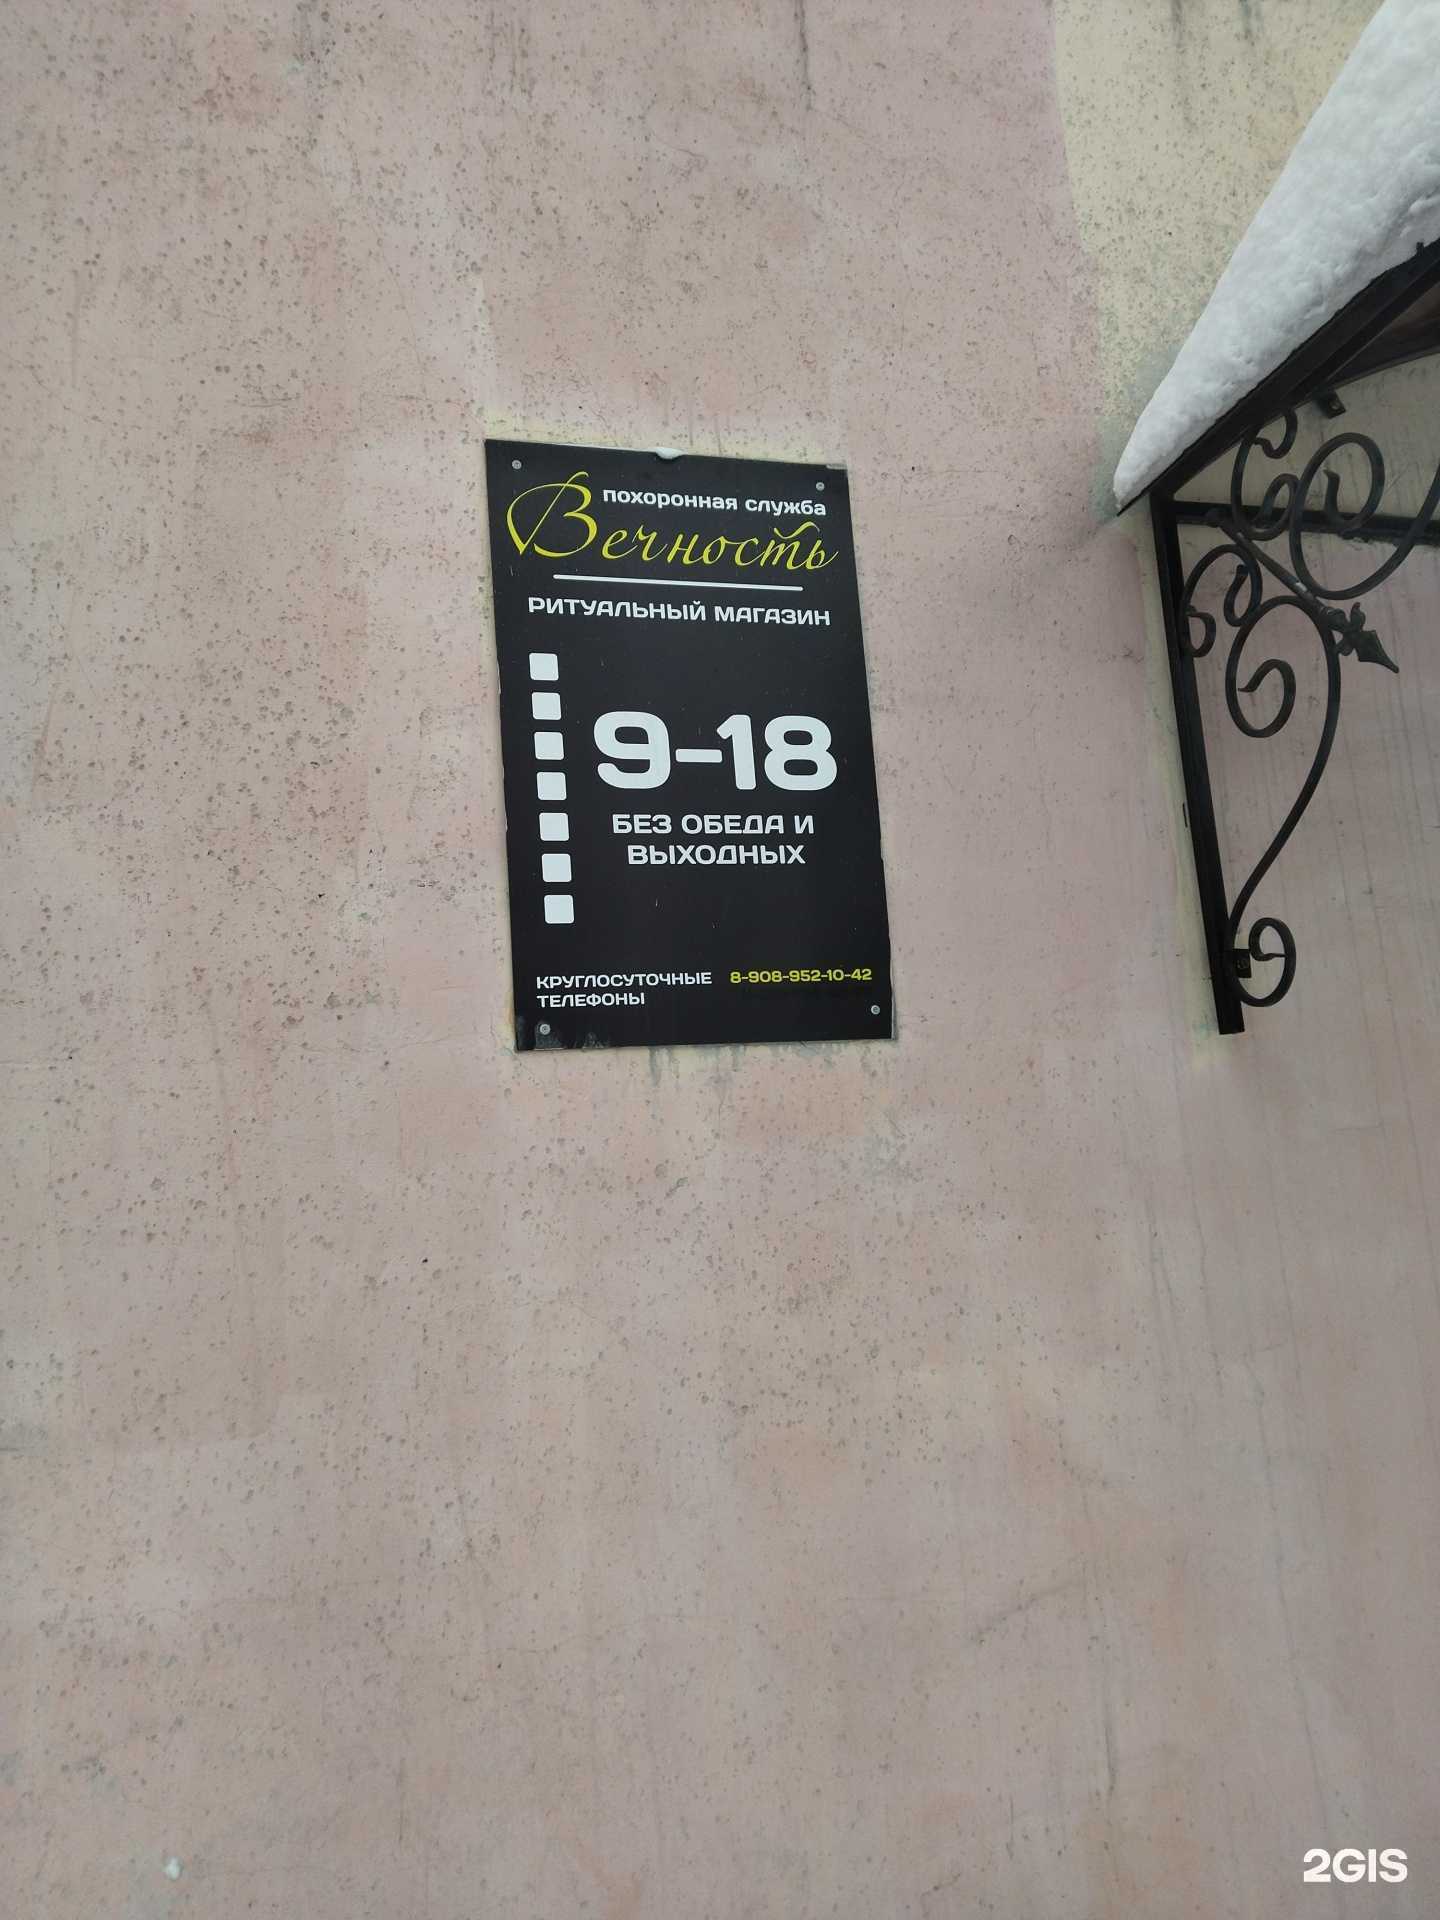 похоронная служба
Вечность
РИТУАЛЬНЫЙ МАГАЗИН
9-18
БЕЗ ОБЕДА И
ВЫХОДНЫХ
КРУГЛОСУТОЧНЫЕ 8-908-952-10-42
ТЕЛЕФОНЫ
2GIS